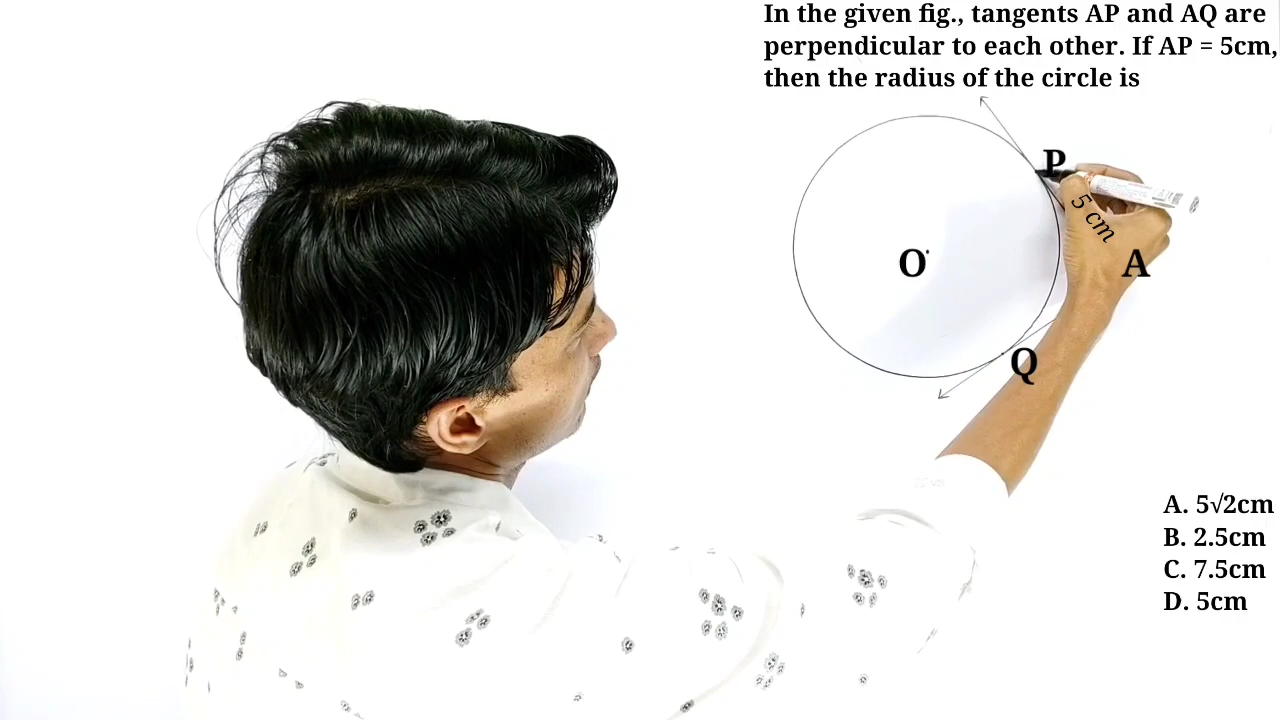 In the given fig., tangents AP and AQ are
perpendicular to each other. If AP = 5cm,
then the radius of the circle is
P
5 cm
O
A
Q
A. 5√2cm
B. 2.5cm
C. 7.5cm
D. 5cm